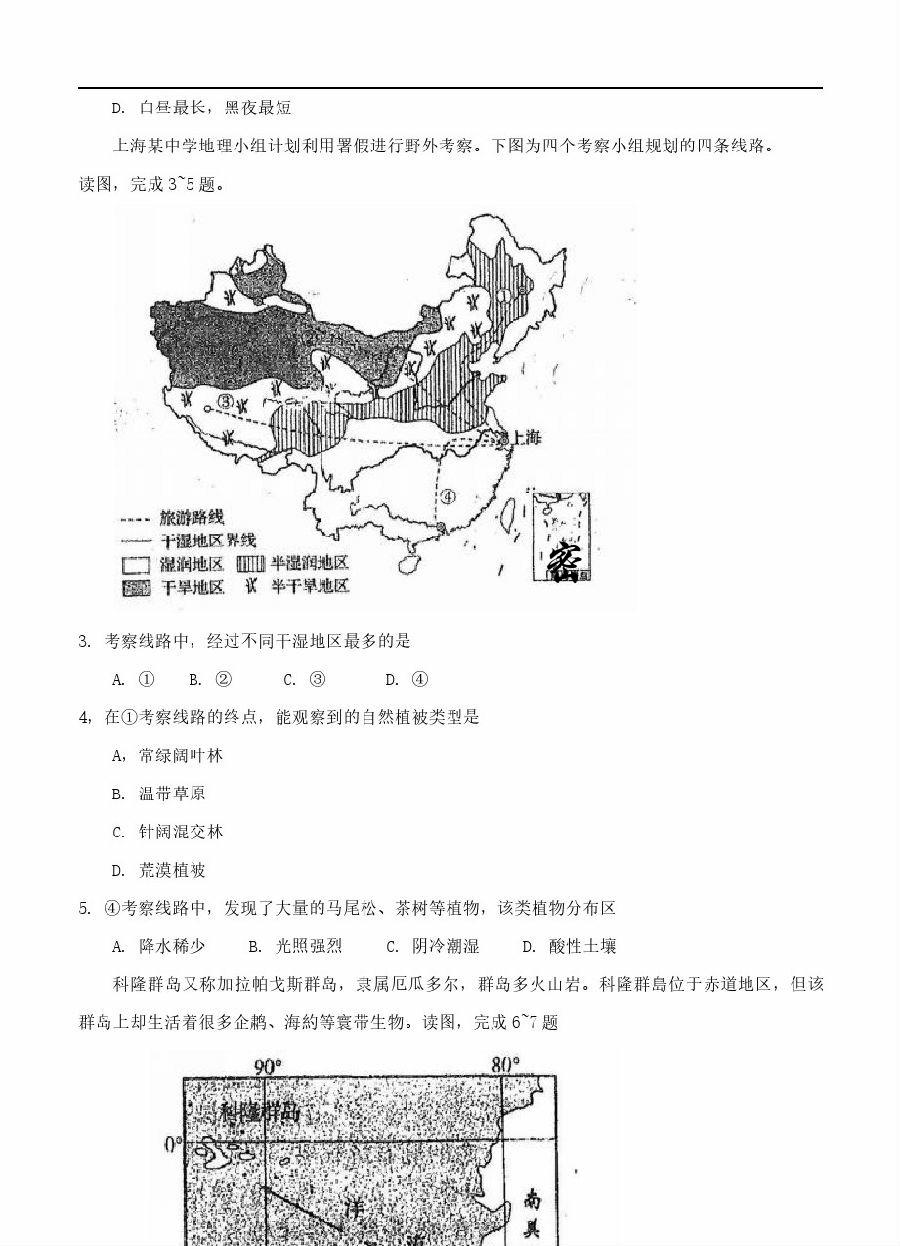 D. 白昼最长，黑夜最短
上海某中学地理小组计划利用署假进行野外考察。下图为四个考察小组规划的四条线路。
读图，完成 3~5 题。
③
上海
④
旅游路线
干湿地区界线
湿润地区 半湿润地区
干旱地区 半干旱地区
密
3. 考察线路中，经过不同干湿地区最多的是
A. ① B. ② C. ③ D. ④
4，在①考察线路的终点，能观察到的自然植被类型是
A，常绿阔叶林
B. 温带草原
C. 针阔混交林
D. 荒漠植被
5. ④考察线路中，发现了大量的马尾松、茶树等植物，该类植物分布区
A. 降水稀少 B. 光照强烈 C. 阴冷潮湿 D. 酸性土壤
科隆群岛又称加拉帕戈斯群岛，隶属厄瓜多尔，群岛多火山岩。科隆群島位于赤道地区，但该
群岛上却生活着很多企鹅、海豹等寰带生物。读图，完成 6~7 题
90° 80°
科隆群岛
0°
洋
南